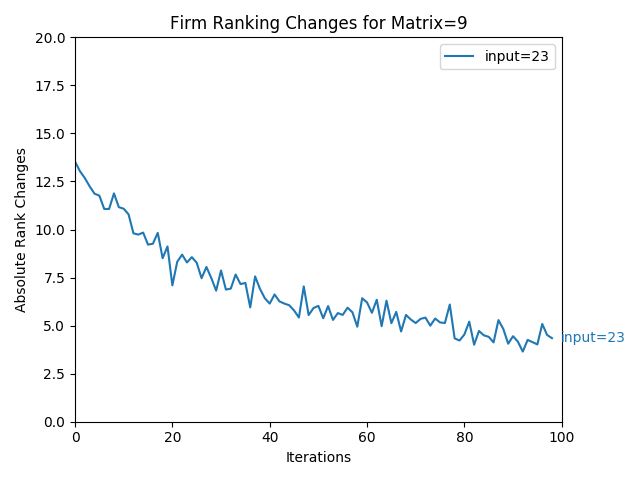 Firm Ranking Changes for Matrix=9
input=23
20.0
17.5
15.0
12.5
10.0
7.5
5.0
2.5
0.0
Absolute Rank Changes
input=23
0 20 40 60 80 100
Iterations